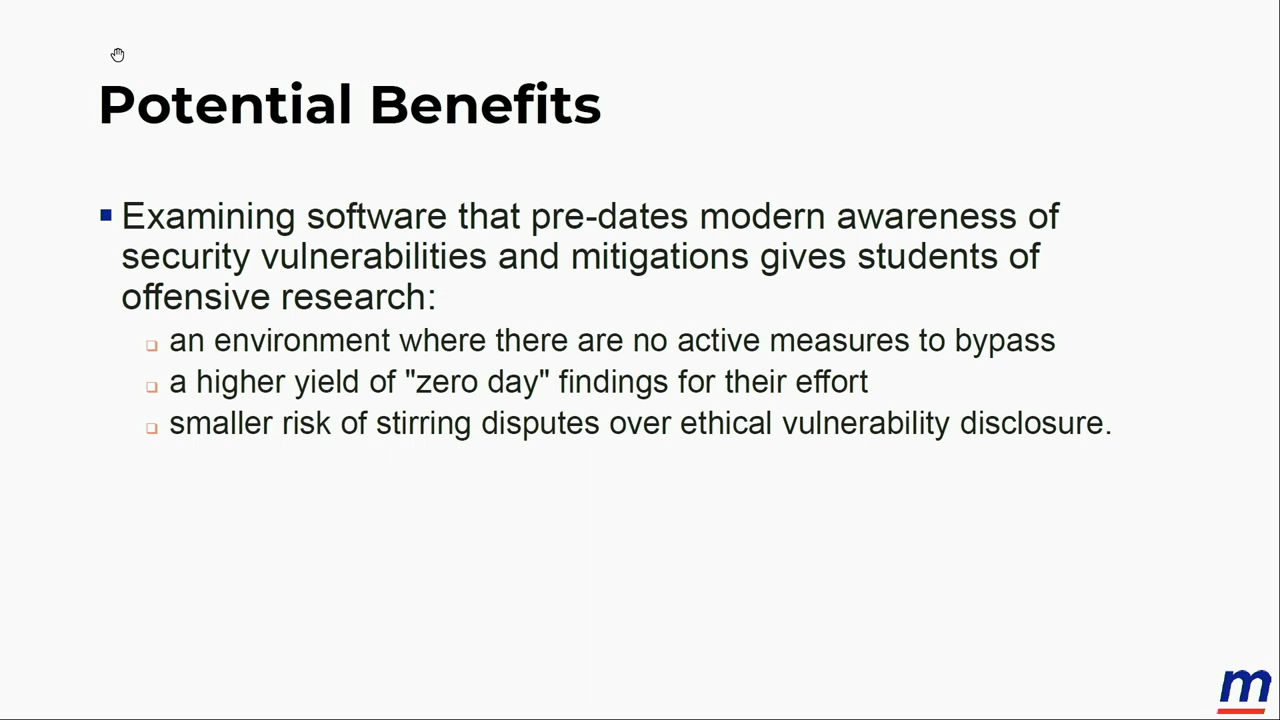 Potential Benefits
Examining software that pre-dates modern awareness of
security vulnerabilities and mitigations gives students of
offensive research:
an environment where there are no active measures to bypass
a higher yield of "zero day" findings for their effort
smaller risk of stirring disputes over ethical vulnerability disclosure.
m